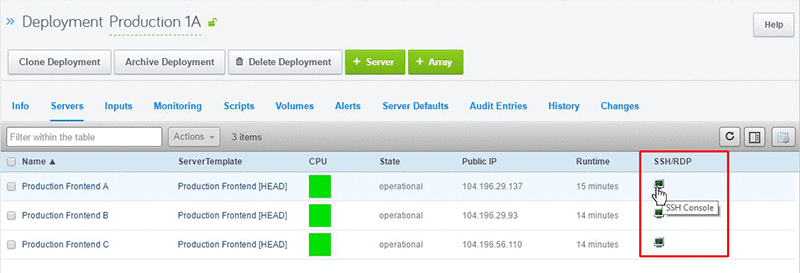 » Deployment Production 1A
Help
Clone Deployment Archive Deployment Delete Deployment + Server + Array
Info Servers Inputs Monitoring Scripts Volumes Alerts Server Defaults Audit Entries History Changes
Filter within the table Actions 3 items
Name ▲ ServerTemplate CPU State Public IP Runtime SSH/RDP
Production Frontend A Production Frontend [HEAD] operational 104.196.29.137 15 minutes
SSH Console
Production Frontend B Production Frontend [HEAD] operational 104.196.29.93 14 minutes
Production Frontend C Production Frontend [HEAD] operational 104.196.56.110 14 minutes